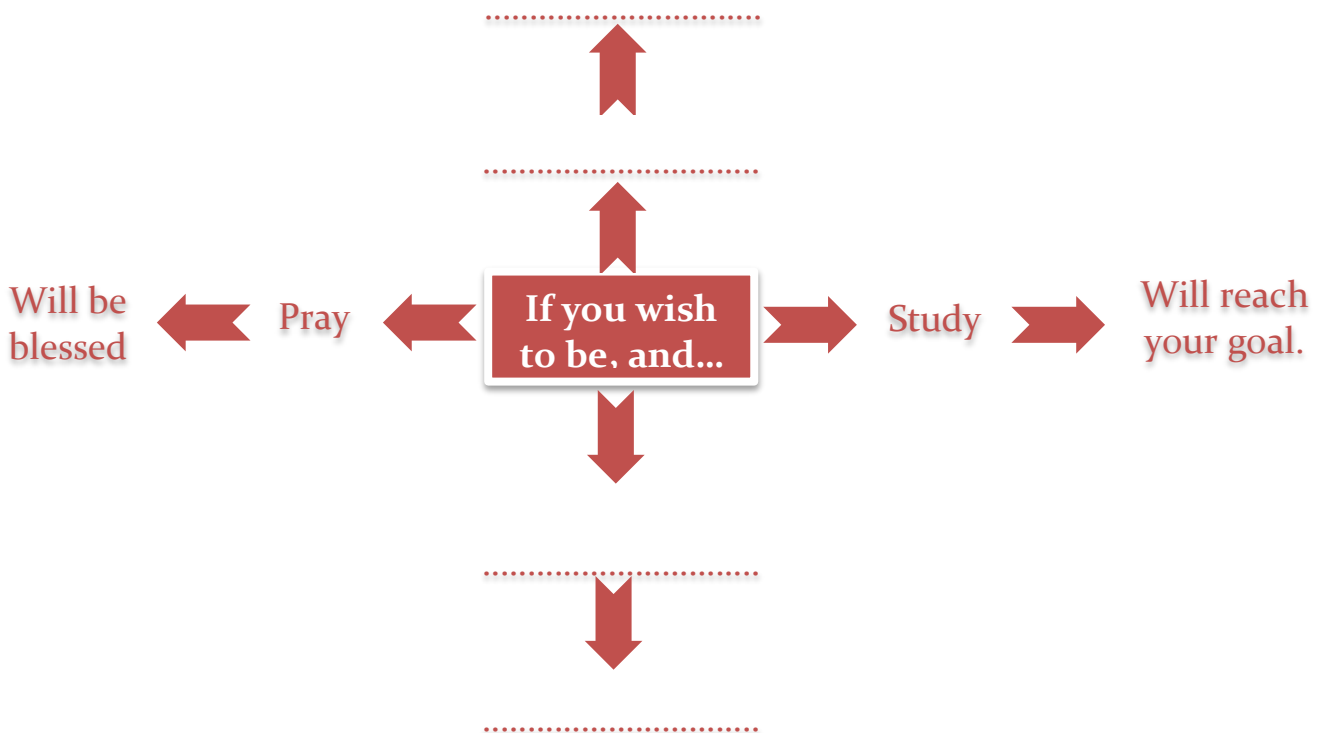 If you wish
to be, and...
Pray
Will be
blessed
Study
Will reach
your goal.